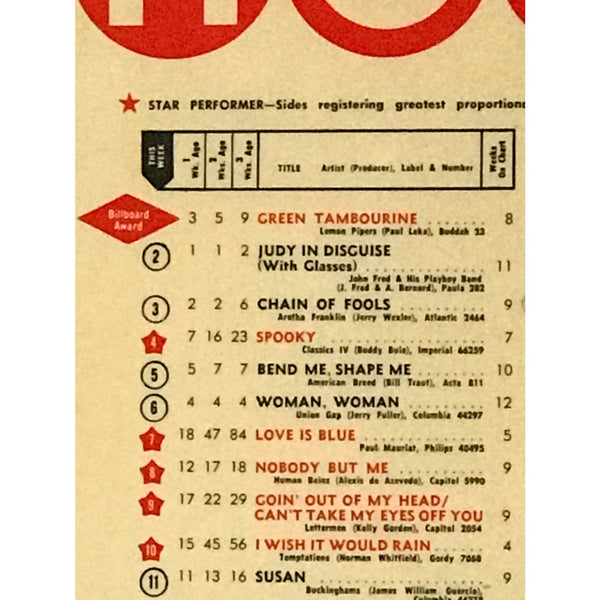 HO
★ STAR PERFORMER—Sides registering greatest proportion
THIS WEEK 1 Wk. Ago 2 Wks. Ago 3 Wks. Ago TITLE Artist (Producer), Label & Number Weeks On Chart
Billboard Award 3 5 9 GREEN TAMBOURINE 8
Lemon Pipers (Paul Leka), Buddah 23
2 1 1 2 JUDY IN DISGUISE
(With Glasses) 11
John Fred & His Playboy Band
(J. Fred & A. Bernard), Paula 282
3 2 2 6 CHAIN OF FOOLS 9
Aretha Franklin (Jerry Wexler), Atlantic 2464
4 7 16 23 SPOOKY 7
Classics IV (Buddy Buie), Imperial 66259
5 5 7 7 BEND ME, SHAPE ME 10
American Breed (Bill Traut), Acta 811
6 4 4 4 WOMAN, WOMAN 12
Union Gap (Jerry Fuller), Columbia 44297
7 18 47 84 LOVE IS BLUE 5
Paul Mauriat, Philips 40495
8 12 17 18 NOBODY BUT ME 9
Human Beinz (Alexis de Azevedo), Capitol 5990
9 17 22 29 GOIN' OUT OF MY HEAD/
CAN'T TAKE MY EYES OFF YOU 9
Lettermen (Kelly Gordon), Capitol 2054
10 15 45 56 I WISH IT WOULD RAIN 4
Temptations (Norman Whitfield), Gordy 7068
11 11 13 16 SUSAN 9
Buckinghams (James William Guercio),
Columbia